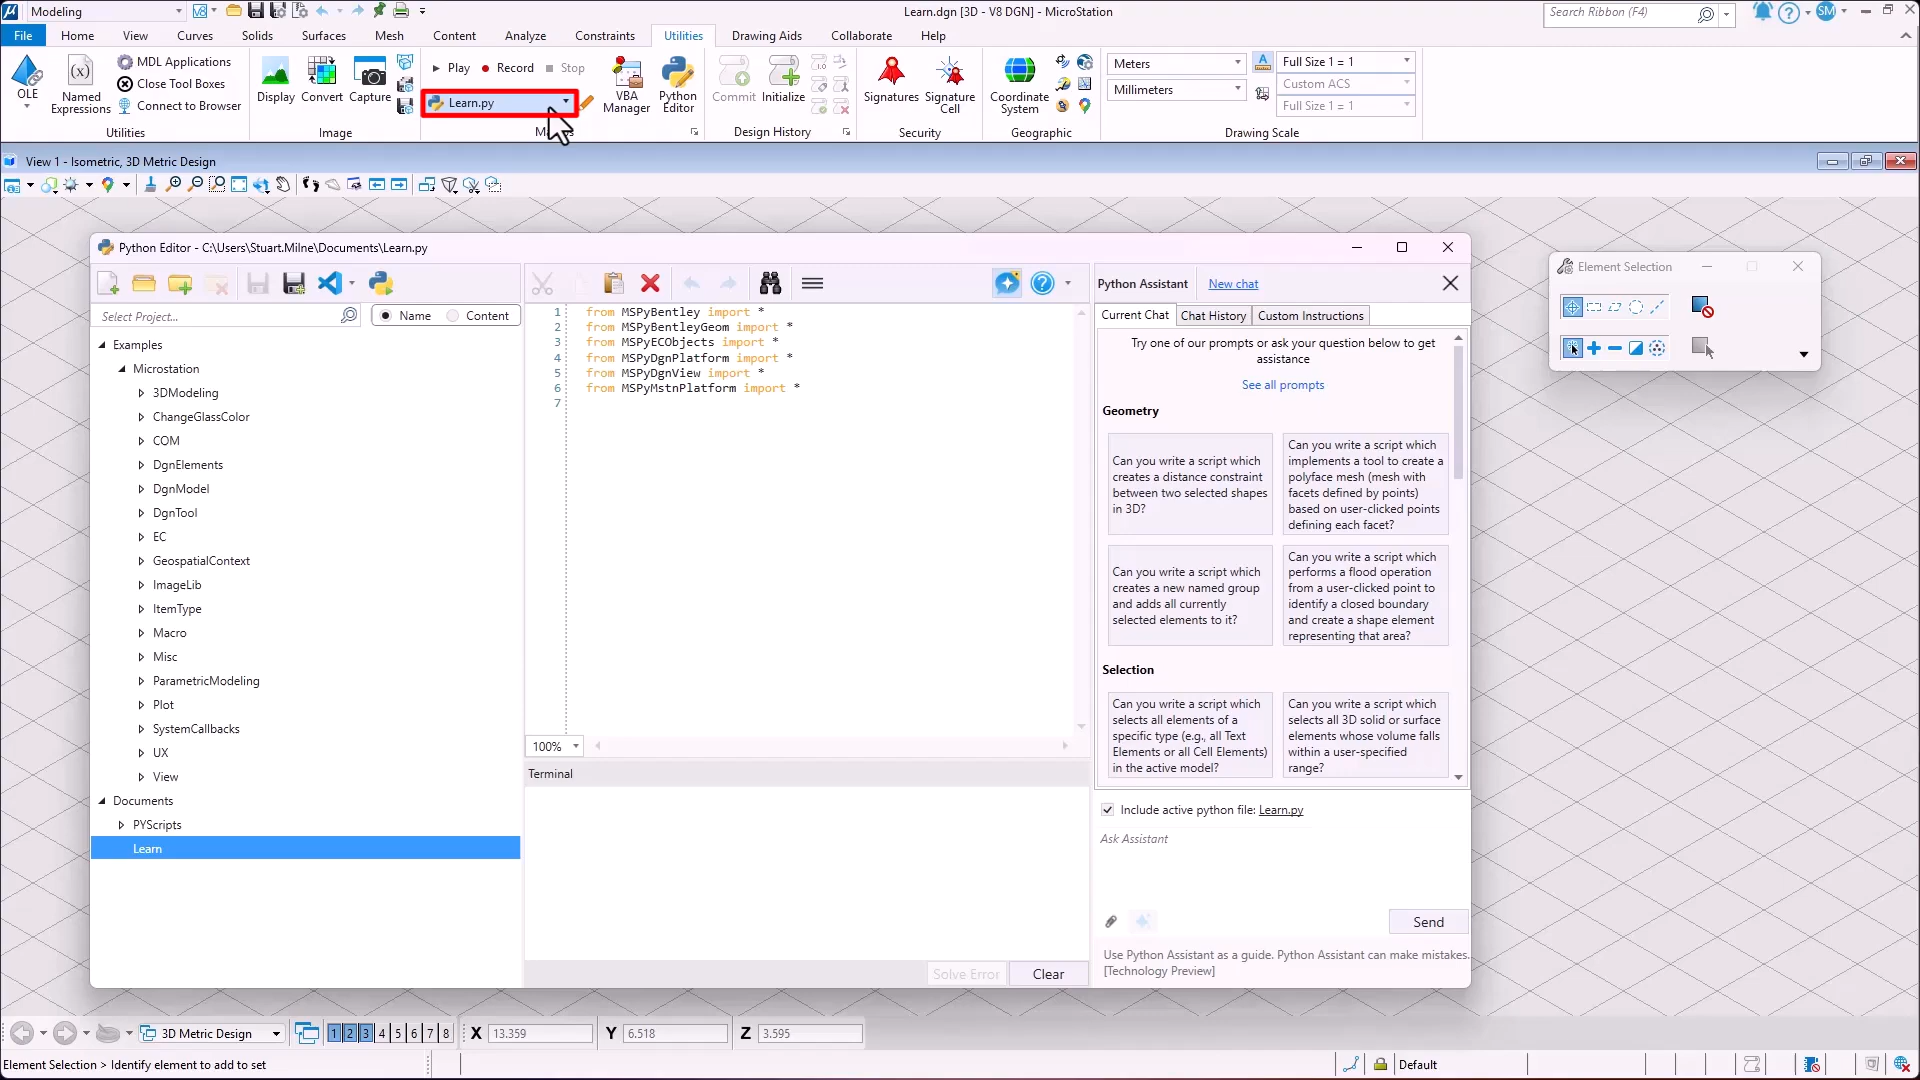 Modeling
Learn.dgn [3D - V8 DGN] - MicroStation
Search Ribbon (F4)
SM
File Home View Curves Solids Surfaces Mesh Content Analyze Constraints Utilities Drawing Aids Collaborate Help
OLE
Named Expressions
MDL Applications
Close Tool Boxes
Connect to Browser
Utilities
Display Convert Capture
Image
Play Record Stop
Learn.py
VBA Manager
Python Editor
Commit Initialize
Design History
Signatures
Signature Cell
Security
Coordinate System
Geographic
Meters
Millimeters
Full Size 1 = 1
Custom ACS
Full Size 1 = 1
Drawing Scale
View 1 - Isometric, 3D Metric Design
Python Editor - C:\Users\Stuart.Milne\Documents\Learn.py
Select Project...
Name Content
Examples
Microstation
3DModeling
ChangeGlassColor
COM
DgnElements
DgnModel
DgnTool
EC
GeospatialContext
ImageLib
ItemType
Macro
Misc
ParametricModeling
Plot
SystemCallbacks
UX
View
Documents
PYScripts
Learn
1 from MSPyBentley import *
2 from MSPyBentleyGeom import *
3 from MSPyECObjects import *
4 from MSPyDgnPlatform import *
5 from MSPyDgnView import *
6 from MSPyMstnPlatform import *
7
100%
Terminal
Solve Error Clear
Python Assistant New chat
Current Chat Chat History Custom Instructions
Try one of our prompts or ask your question below to get
assistance
See all prompts
Geometry
Can you write a script which
creates a distance constraint
between two selected shapes
in 3D?
Can you write a script which
implements a tool to create a
polyface mesh (mesh with
facets defined by points)
based on user-clicked points
defining each facet?
Can you write a script which
creates a new named group
and adds all currently
selected elements to it?
Can you write a script which
performs a flood operation
from a user-clicked point to
identify a closed boundary
and create a shape element
representing that area?
Selection
Can you write a script which
selects all elements of a
specific type (e.g., all Text
Elements or all Cell Elements)
in the active model?
Can you write a script which
selects all 3D solid or surface
elements whose volume falls
within a user-specified
range?
Include active python file: Learn.py
Ask Assistant
Send
Use Python Assistant as a guide. Python Assistant can make mistakes.
[Technology Preview]
Element Selection
3D Metric Design
1 2 3 4 5 6 7 8
X 13.359 Y 6.518 Z 3.595
Element Selection > Identify element to add to set
Default